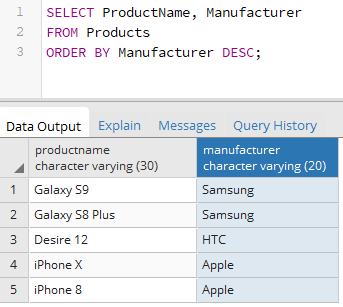 1 SELECT ProductName, Manufacturer
2 FROM Products
3 ORDER BY Manufacturer DESC;
Data Output Explain Messages Query History
productname manufacturer
character varying (30) character varying (20)
1 Galaxy S9 Samsung
2 Galaxy S8 Plus Samsung
3 Desire 12 HTC
4 iPhone X Apple
5 iPhone 8 Apple